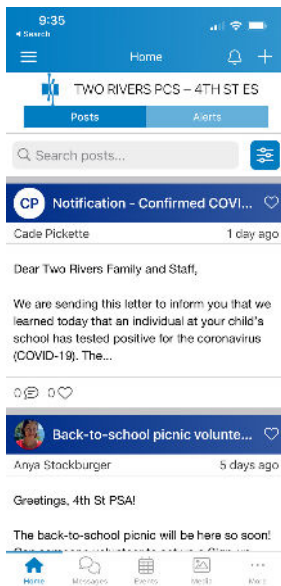 9:35
Search
Home
TWO RIVERS PCS – 4TH ST ES
Posts
Alerts
Search posts...
CP
Notification - Confirmed COVI...
Cade Pickette
1 day ago
Dear Two Rivers Family and Staff,
We are sending this letter to inform you that we
learned today that an individual at your child's
school has tested positive for the coronavirus
(COVID-19). The...
0 0
Back-to-school picnic volunte...
Anya Stockburger
5 days ago
Greetings, 4th St PSA!
The back-to-school picnic will be here so soon!
Home
Messages
Events
Media
More